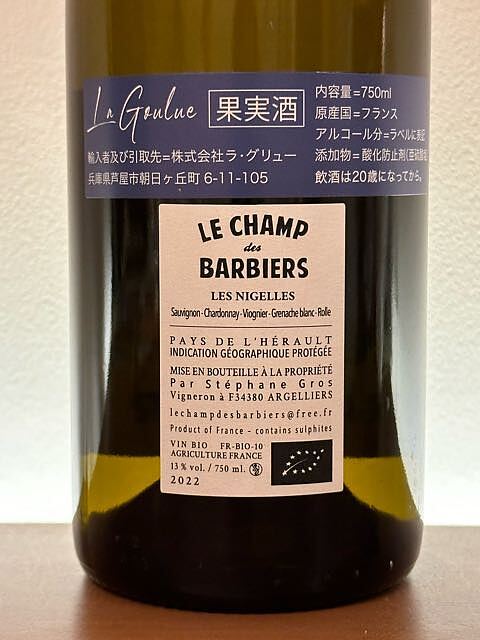 La Goulue
果実酒
内容量=750ml
原産国=フランス
アルコール分=ラベルに表記
添加物=酸化防止剤(亜硫酸塩
飲酒は20歳になってから。
輸入者及び引取先=株式会社ラ・グリュー
兵庫県芦屋市朝日ヶ丘町 6-11-105
LE CHAMP
des
BARBIERS
LES NIGELLES
Sauvignon-Chardonnay-Viognier-Grenache blanc-Rolle
PAYS DE L'HÉRAULT
INDICATION GÉOGRAPHIQUE PROTÉGÉE
MISE EN BOUTEILLE À LA PROPRIÉTÉ
Par Stéphane Gros
Vigneron à F34380 ARGELLIERS
lechampdesbarbiers@free.fr
Product of France - contains sulphites
VIN BIO FR-BIO-10
AGRICULTURE FRANCE
13 % vol. / 750 ml.
2022